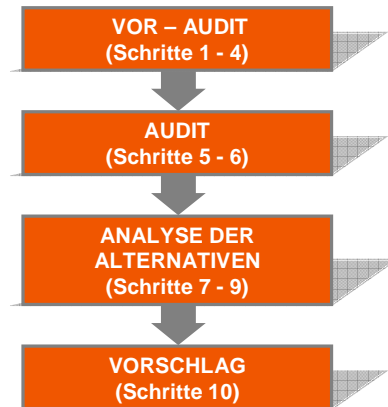 VOR – AUDIT
(Schritte 1 - 4)
AUDIT
(Schritte 5 - 6)
ANALYSE DER
ALTERNATIVEN
(Schritte 7 - 9)
VORSCHLAG
(Schritte 10)